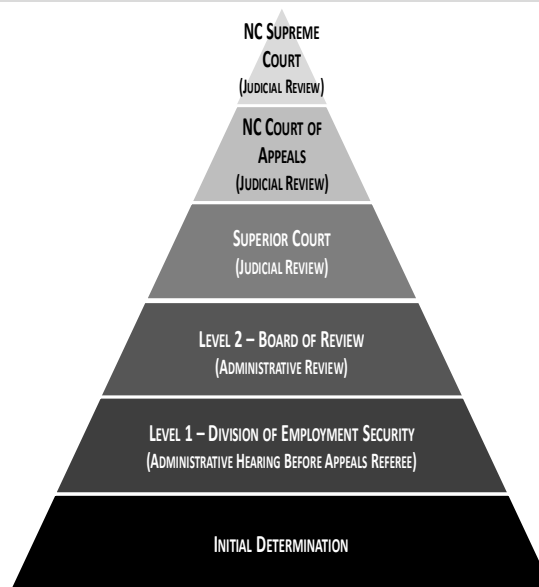 NC SUPREME
COURT
(JUDICIAL REVIEW)
NC COURT OF
APPEALS
(JUDICIAL REVIEW)
SUPERIOR COURT
(JUDICIAL REVIEW)
LEVEL 2 – BOARD OF REVIEW
(ADMINISTRATIVE REVIEW)
LEVEL 1 – DIVISION OF EMPLOYMENT SECURITY
(ADMINISTRATIVE HEARING BEFORE APPEALS REFEREE)
INITIAL DETERMINATION